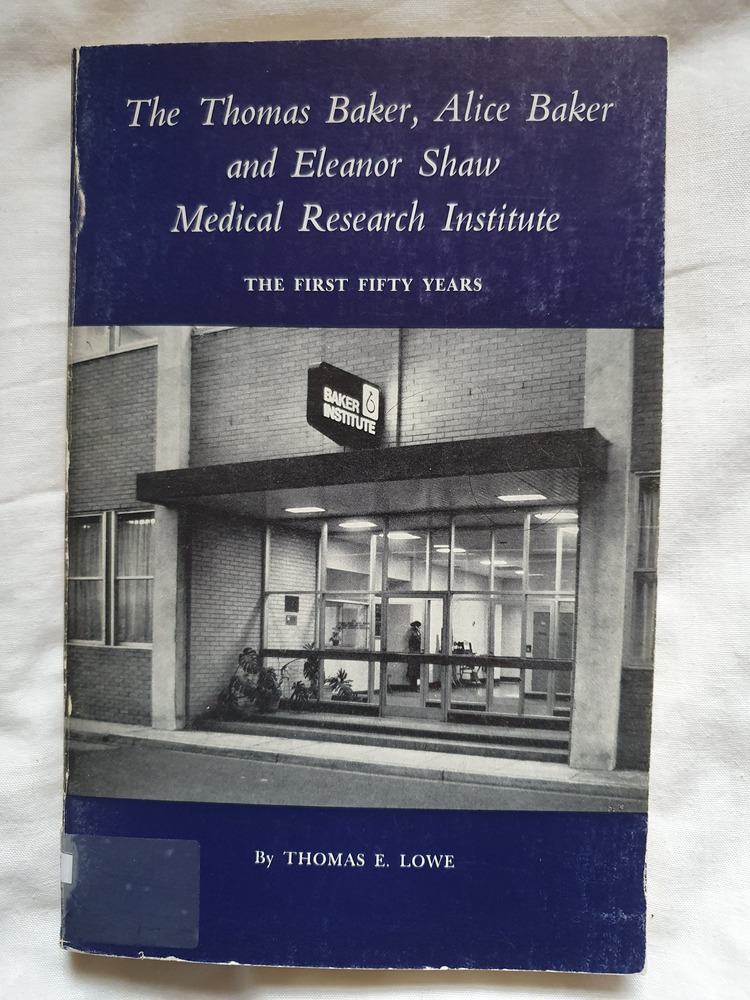 The Thomas Baker, Alice Baker
and Eleanor Shaw
Medical Research Institute
THE FIRST FIFTY YEARS
BAKER
INSTITUTE
By THOMAS E. LOWE